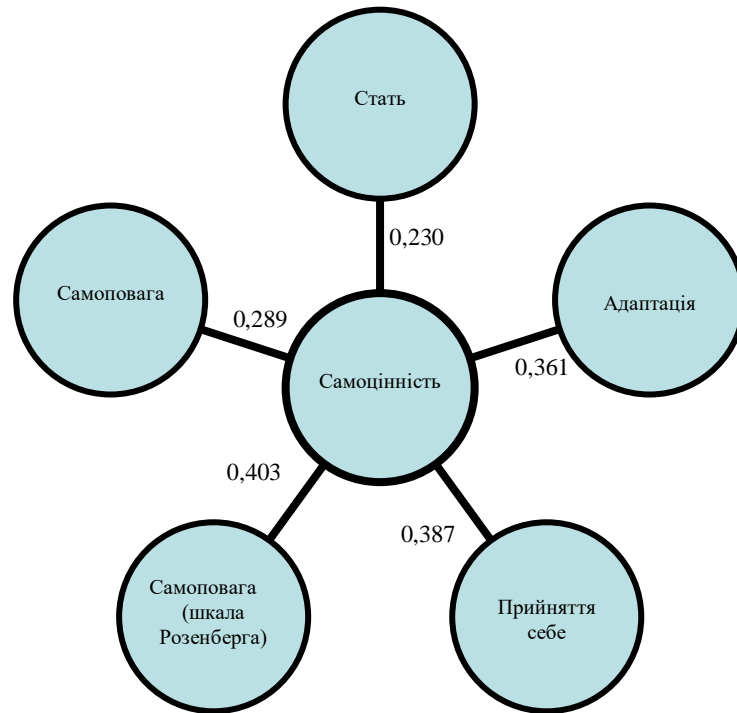 Стать
0,230
Самоповага
Адаптація
0,289
0,361
Самоцінність
0,403
0,387
Самоповага
(шкала
Розенберга)
Прийняття
себе